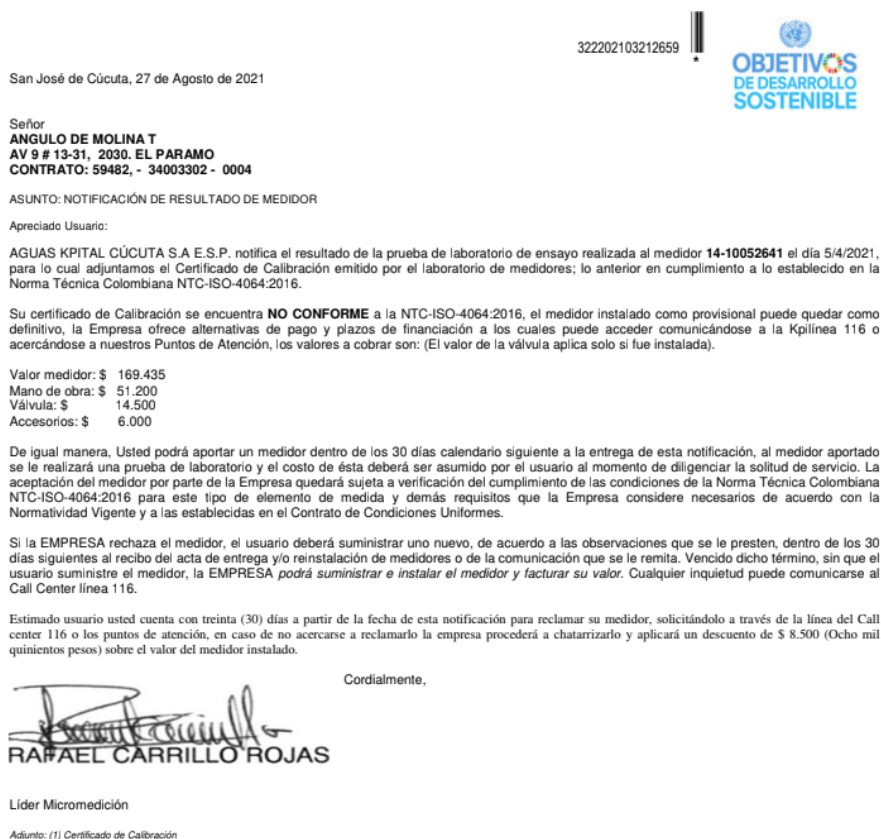 322202103212659
*
OBJETIVOS
DE DESARROLLO
SOSTENIBLE
San José de Cúcuta, 27 de Agosto de 2021
Señor
ANGULO DE MOLINA T
AV 9 # 13-31, 2030. EL PARAMO
CONTRATO: 59482, - 34003302 - 0004
ASUNTO: NOTIFICACIÓN DE RESULTADO DE MEDIDOR
Apreciado Usuario:
AGUAS KPITAL CÚCUTA S.A E.S.P. notifica el resultado de la prueba de laboratorio de ensayo realizada al medidor 14-10052641 el día 5/4/2021,
para lo cual adjuntamos el Certificado de Calibración emitido por el laboratorio de medidores; lo anterior en cumplimiento a lo establecido en la
Norma Técnica Colombiana NTC-ISO-4064:2016.
Su certificado de Calibración se encuentra NO CONFORME a la NTC-ISO-4064:2016, el medidor instalado como provisional puede quedar como
definitivo, la Empresa ofrece alternativas de pago y plazos de financiación a los cuales puede acceder comunicándose a la Kpilínea 116 o
acercándose a nuestros Puntos de Atención, los valores a cobrar son: (El valor de la válvula aplica solo si fue instalada).
Valor medidor: $ 169.435
Mano de obra: $ 51.200
Válvula: $ 14.500
Accesorios: $ 6.000
De igual manera, Usted podrá aportar un medidor dentro de los 30 días calendario siguiente a la entrega de esta notificación, al medidor aportado
se le realizará una prueba de laboratorio y el costo de ésta deberá ser asumido por el usuario al momento de diligenciar la solitud de servicio. La
aceptación del medidor por parte de la Empresa quedará sujeta a verificación del cumplimiento de las condiciones de la Norma Técnica Colombiana
NTC-ISO-4064:2016 para este tipo de elemento de medida y demás requisitos que la Empresa considere necesarios de acuerdo con la
Normatividad Vigente y a las establecidas en el Contrato de Condiciones Uniformes.
Si la EMPRESA rechaza el medidor, el usuario deberá suministrar uno nuevo, de acuerdo a las observaciones que se le presten, dentro de los 30
días siguientes al recibo del acta de entrega y/o reinstalación de medidores o de la comunicación que se le remita. Vencido dicho término, sin que el
usuario suministre el medidor, la EMPRESA podrá suministrar e instalar el medidor y facturar su valor. Cualquier inquietud puede comunicarse al
Call Center línea 116.
Estimado usuario usted cuenta con treinta (30) días a partir de la fecha de esta notificación para reclamar su medidor, solicitándolo a través de la línea del Call
center 116 o los puntos de atención, en caso de no acercarse a reclamarlo la empresa procederá a chatarrizarlo y aplicará un descuento de $ 8.500 (Ocho mil
quinientos pesos) sobre el valor del medidor instalado.
Cordialmente,
RAFAEL CARRILLO ROJAS
Líder Micromedición
Adjunto: (1) Certificado de Calibración